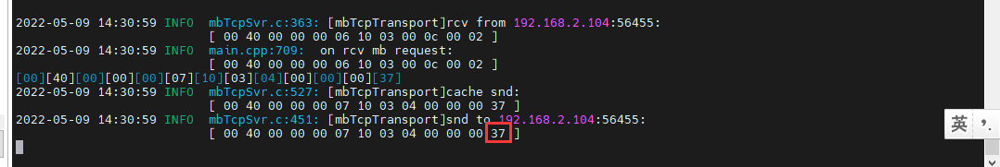 2022-05-09 14:30:59 INFO  mbTcpSvr.c:363: [mbTcpTransport]rcv from 192.168.2.104:56455:
[ 00 40 00 00 00 06 10 03 00 0c 00 02 ]
2022-05-09 14:30:59 INFO  main.cpp:709:  on rcv mb request:
[ 00 40 00 00 00 06 10 03 00 0c 00 02 ]
[00][40][00][00][00][07][10][03][04][00][00][00][37]
2022-05-09 14:30:59 INFO  mbTcpSvr.c:527: [mbTcpTransport]cache snd:
[ 00 40 00 00 00 07 10 03 04 00 00 00 37 ]
2022-05-09 14:30:59 INFO  mbTcpSvr.c:451: [mbTcpTransport]snd to 192.168.2.104:56455:
[ 00 40 00 00 00 07 10 03 04 00 00 00 37 ]
英 ,.